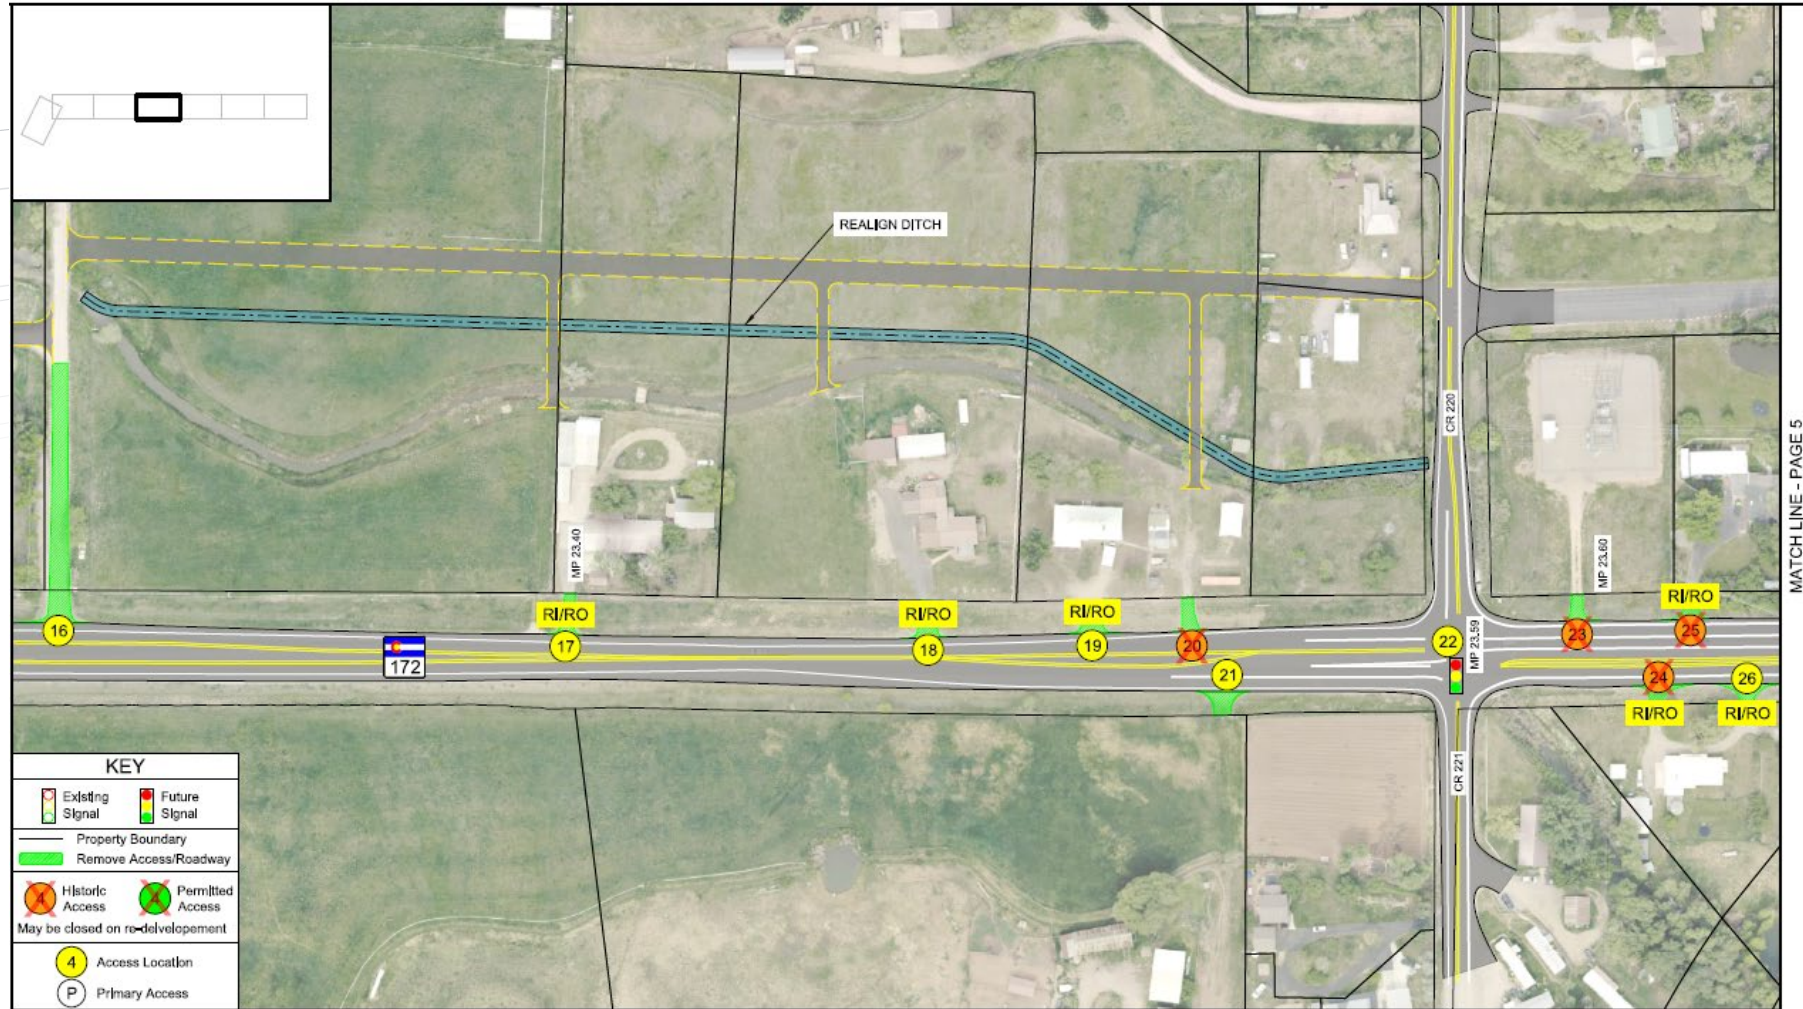 REALIGN DITCH
CR 220
MATCH LINE - PAGE 5
MP 23.40
MP 23.60
RI/RO
RI/RO
RI/RO
RI/RO
16
17
18
19
20
21
22
MP 23.59
23
25
172
24
26
RI/RO
RI/RO
CR 221
KEY
Existing
Signal
Future
Signal
Property Boundary
Remove Access/Roadway
4
Historic
Access
4
Permitted
Access
May be closed on re-delvelopement
4
Access Location
P
Primary Access